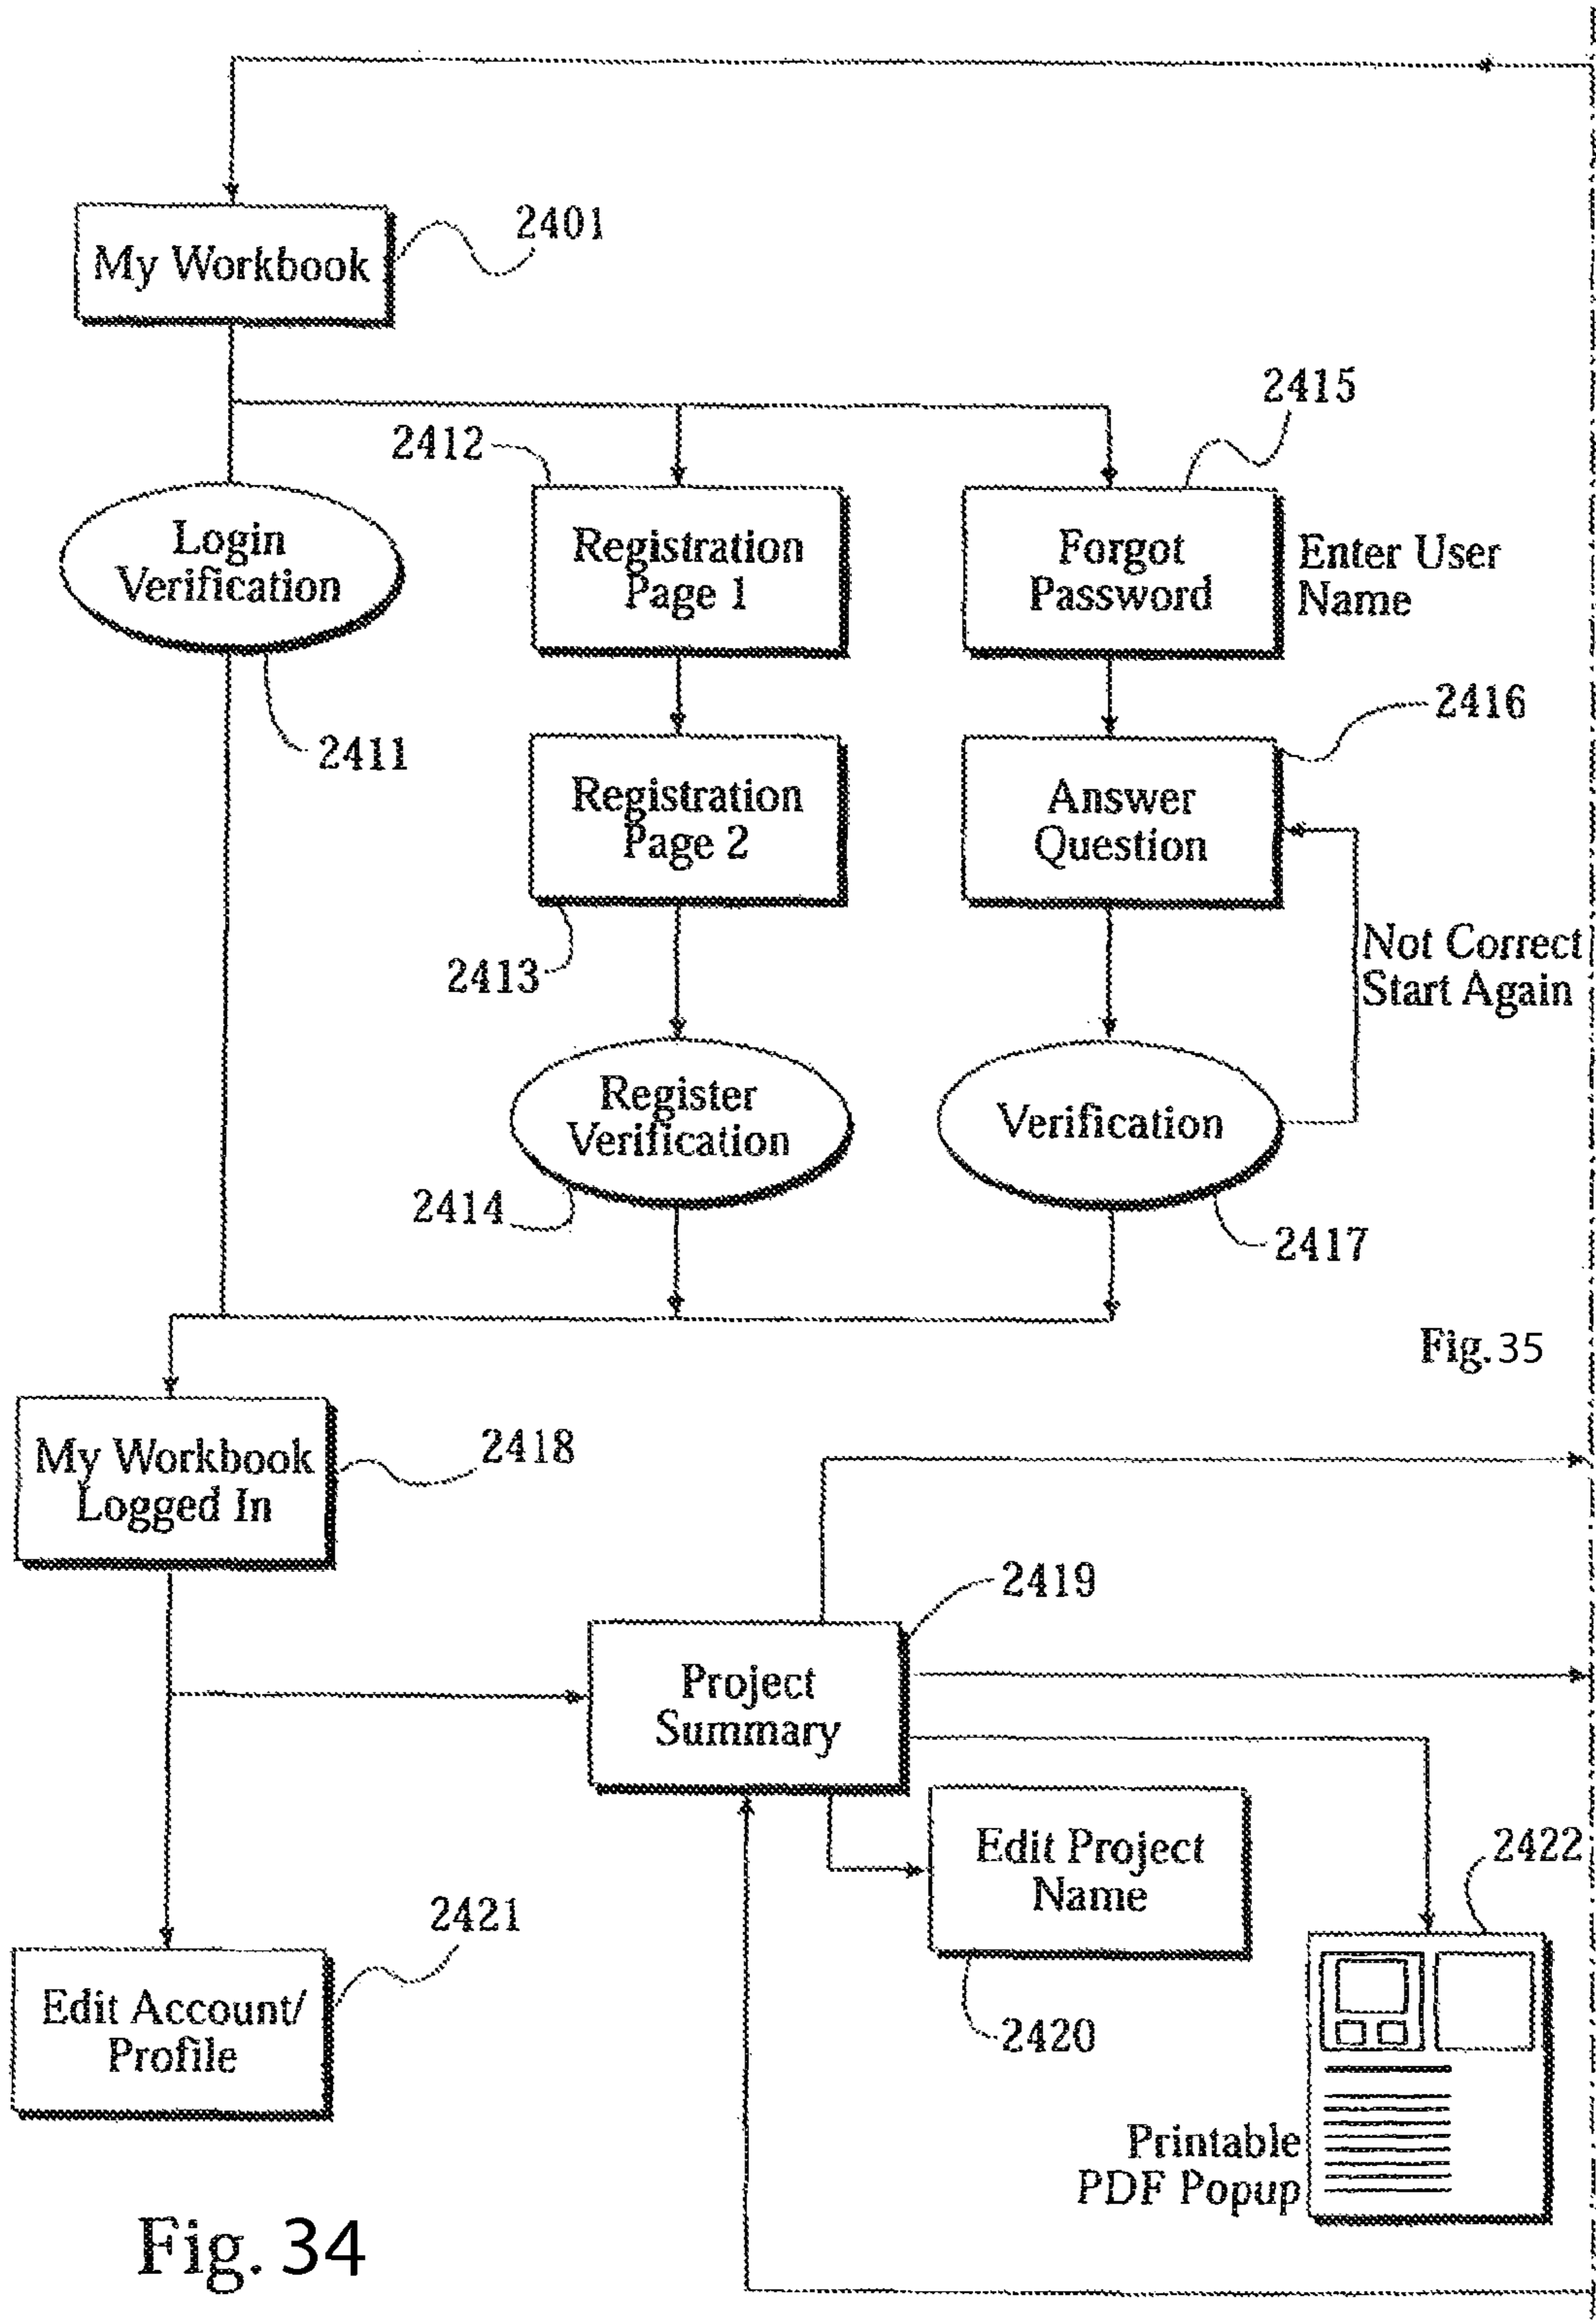 My Workbook
2401
2415
2412
Login
Verification
Registration
Page 1
Forgot
Password
Enter User
Name
2411
2416
Registration
Page 2
Answer
Question
2413
Not Correct
Start Again
Register
Verification
Verification
2414
2417
Fig. 35
My Workbook
Logged In
2418
2419
Project
Summary
Edit Project
Name
2422
2421
Edit Account/
Profile
2420
Printable
PDF Popup
Fig. 34